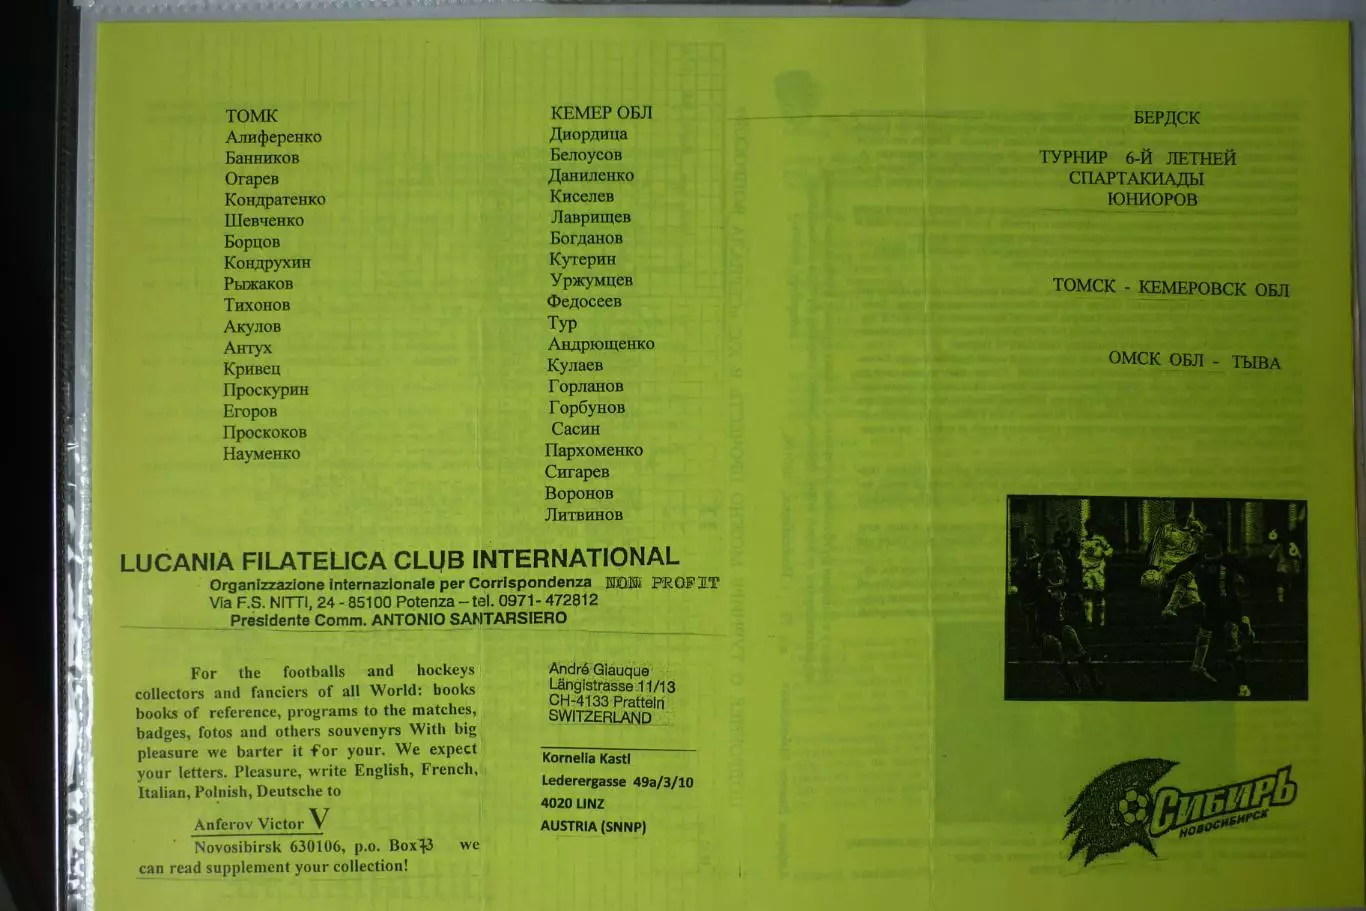 ТОМК
Алиференко
Банников
Огарев
Кондратенко
Шевченко
Борцов
Кондрухин
Рыжаков
Тихонов
Акулов
Антух
Кривец
Проскурин
Егоров
Проскоков
Науменко
КЕМЕР ОБЛ
Диордица
Белоусов
Даниленко
Киселев
Лаврищев
Богданов
Кутерин
Уржумцев
Федосеев
Тур
Андрющенко
Кулаев
Горланов
Горбунов
Сасин
Пархоменко
Сигарев
Воронов
Литвинов
LUCANIA FILATELICA CLUB INTERNATIONAL
Organizzazione internazionale per Corrispondenza NON PROFIT
Via F.S. NITTI, 24 - 85100 Potenza – tel. 0971- 472812
Presidente Comm. ANTONIO SANTARSIERO
For the footballs and hockeys
collectors and fanciers of all World: books
books of reference, programs to the matches,
badges, fotos and others souvenyrs With big
pleasure we barter it for your. We expect
your letters. Pleasure, write English, French,
Italian, Polnish, Deutsche to
Anferov Victor V
Novosibirsk 630106, p.o. Box73 we
can read supplement your collection!
André Giauque
Längistrasse 11/13
CH-4133 Pratteln
SWITZERLAND
Kornelia Kastl
Lederergasse 49a/3/10
4020 LINZ
AUSTRIA (SNNP)
БЕРДСК
ТУРНИР 6-Й ЛЕТНЕЙ
СПАРТАКИАДЫ
ЮНИОРОВ
ТОМСК - КЕМЕРОВСК ОБЛ
ОМСК ОБЛ - ТЫВА
СИБИРЬ
НОВОСИБИРСК